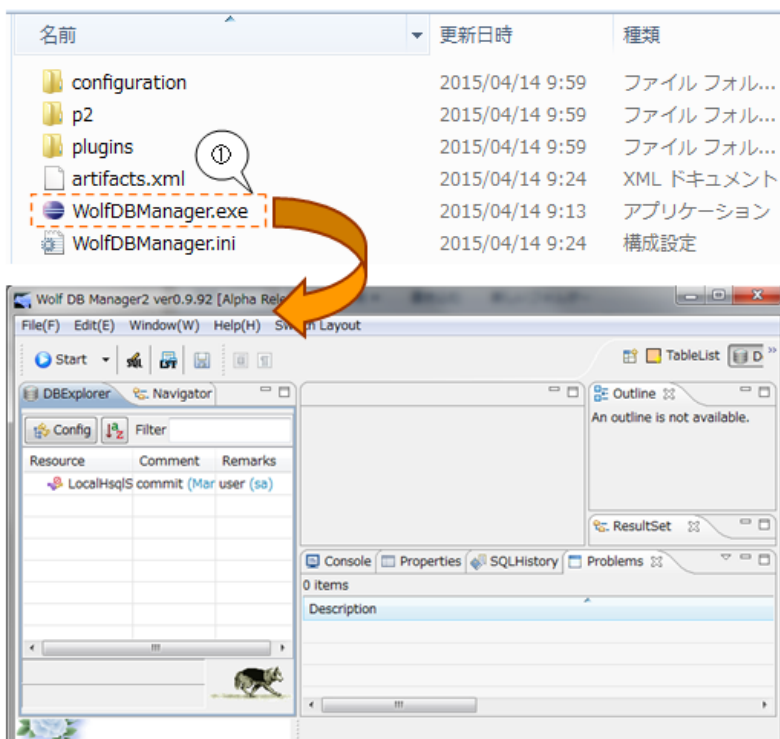 名前 更新日時 種類
configuration 2015/04/14 9:59 ファイル フォル...
p2 2015/04/14 9:59 ファイル フォル...
plugins 2015/04/14 9:59 ファイル フォル...
①
artifacts.xml 2015/04/14 9:24 XML ドキュメント
WolfDBManager.exe 2015/04/14 9:13 アプリケーション
WolfDBManager.ini 2015/04/14 9:24 構成設定
Wolf DB Manager2 ver0.9.92 [Alpha Rele
File(F) Edit(E) Window(W) Help(H) Layout
Start TableList D
DBExplorer Navigator Outline
An outline is not available.
Config Filter
Resource Comment Remarks
LocalHsqlS commit (Mar user (sa)
ResultSet
Console Properties SQLHistory Problems
0 items
Description